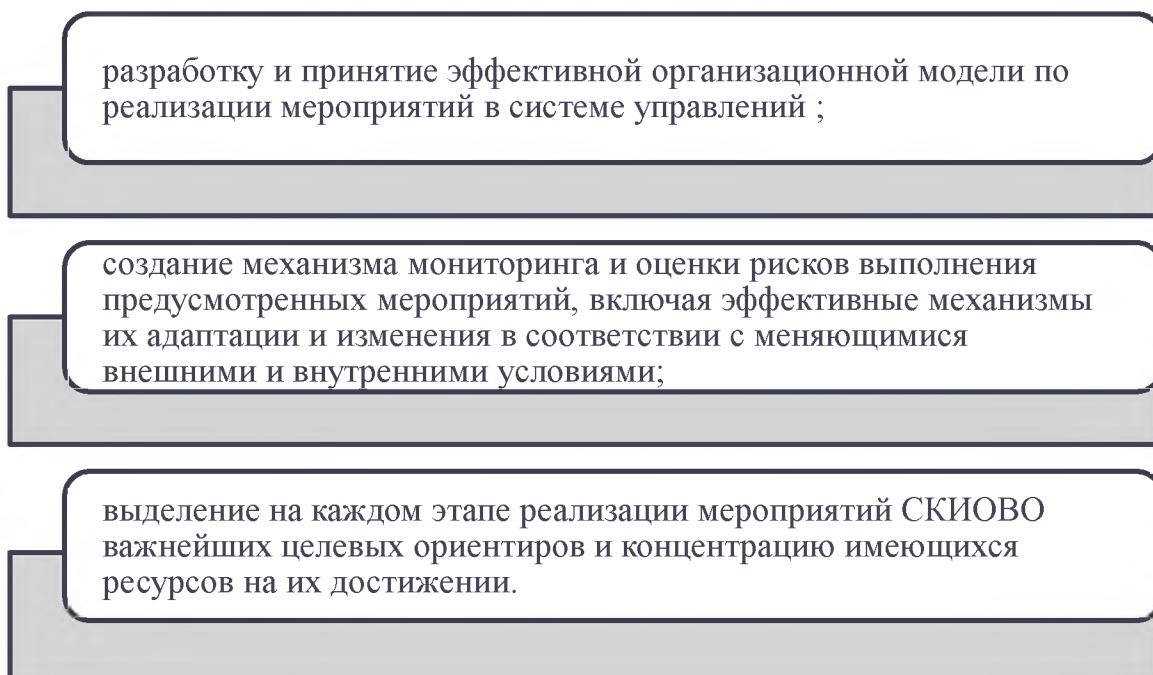 разработку и принятие эффективной организационной модели по
реализации мероприятий в системе управлений ;
создание механизма мониторинга и оценки рисков выполнения
предусмотренных мероприятий, включая эффективные механизмы
их адаптации и изменения в соответствии с меняющимися
внешними и внутренними условиями;
выделение на каждом этапе реализации мероприятий СКИОВО
важнейших целевых ориентиров и концентрацию имеющихся
ресурсов на их достижении.